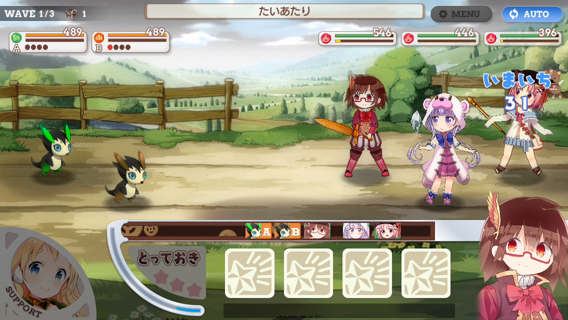 WAVE 1/3 1
たいあたり
MENU
AUTO
489
489
546
446
396
A
B
いまいち
31
A B
とっておき
SUPPORT